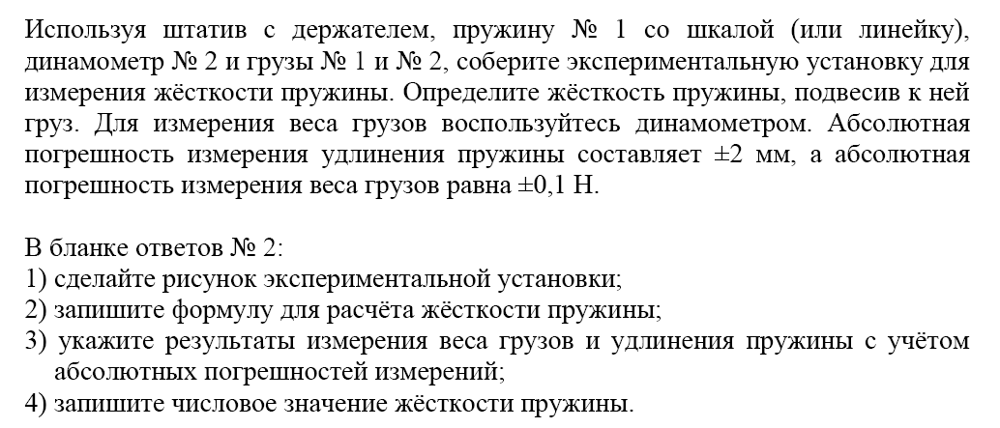 Используя штатив с держателем, пружину № 1 со шкалой (или линейку),
динамометр № 2 и грузы № 1 и № 2, соберите экспериментальную установку для
измерения жёсткости пружины. Определите жёсткость пружины, подвесив к ней
груз. Для измерения веса грузов воспользуйтесь динамометром. Абсолютная
погрешность измерения удлинения пружины составляет ±2 мм, а абсолютная
погрешность измерения веса грузов равна ±0,1 Н.
В бланке ответов № 2:
1) сделайте рисунок экспериментальной установки;
2) запишите формулу для расчёта жёсткости пружины;
3) укажите результаты измерения веса грузов и удлинения пружины с учётом
абсолютных погрешностей измерений;
4) запишите числовое значение жёсткости пружины.